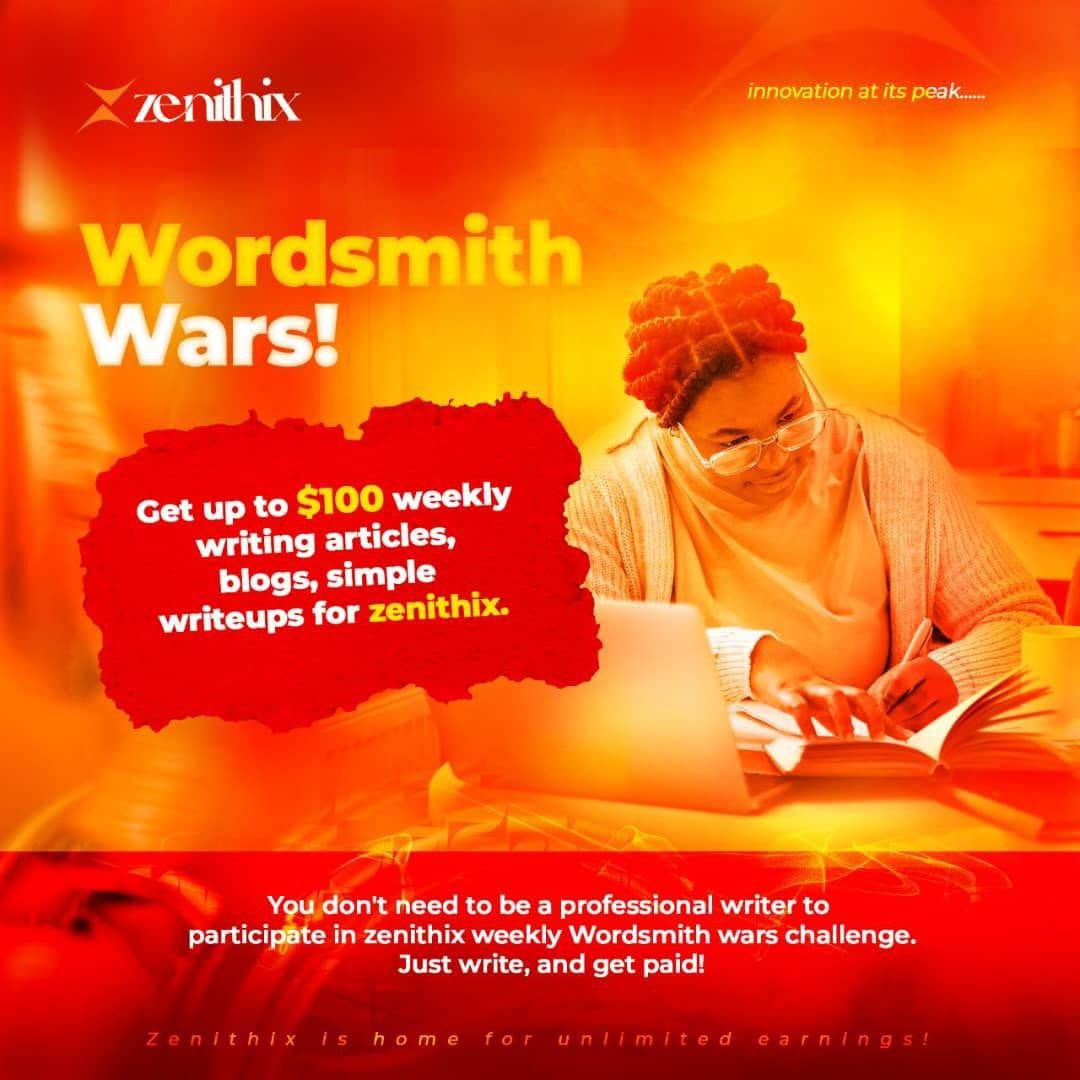 zenithix
innovation at its peak......
Wordsmith
Wars!
Get up to $100 weekly
writing articles,
blogs, simple
writeups for zenithix.
You don't need to be a professional writer to
participate in zenithix weekly Wordsmith wars challenge.
Just write, and get paid!
Zenithix is home for unlimited earnings!